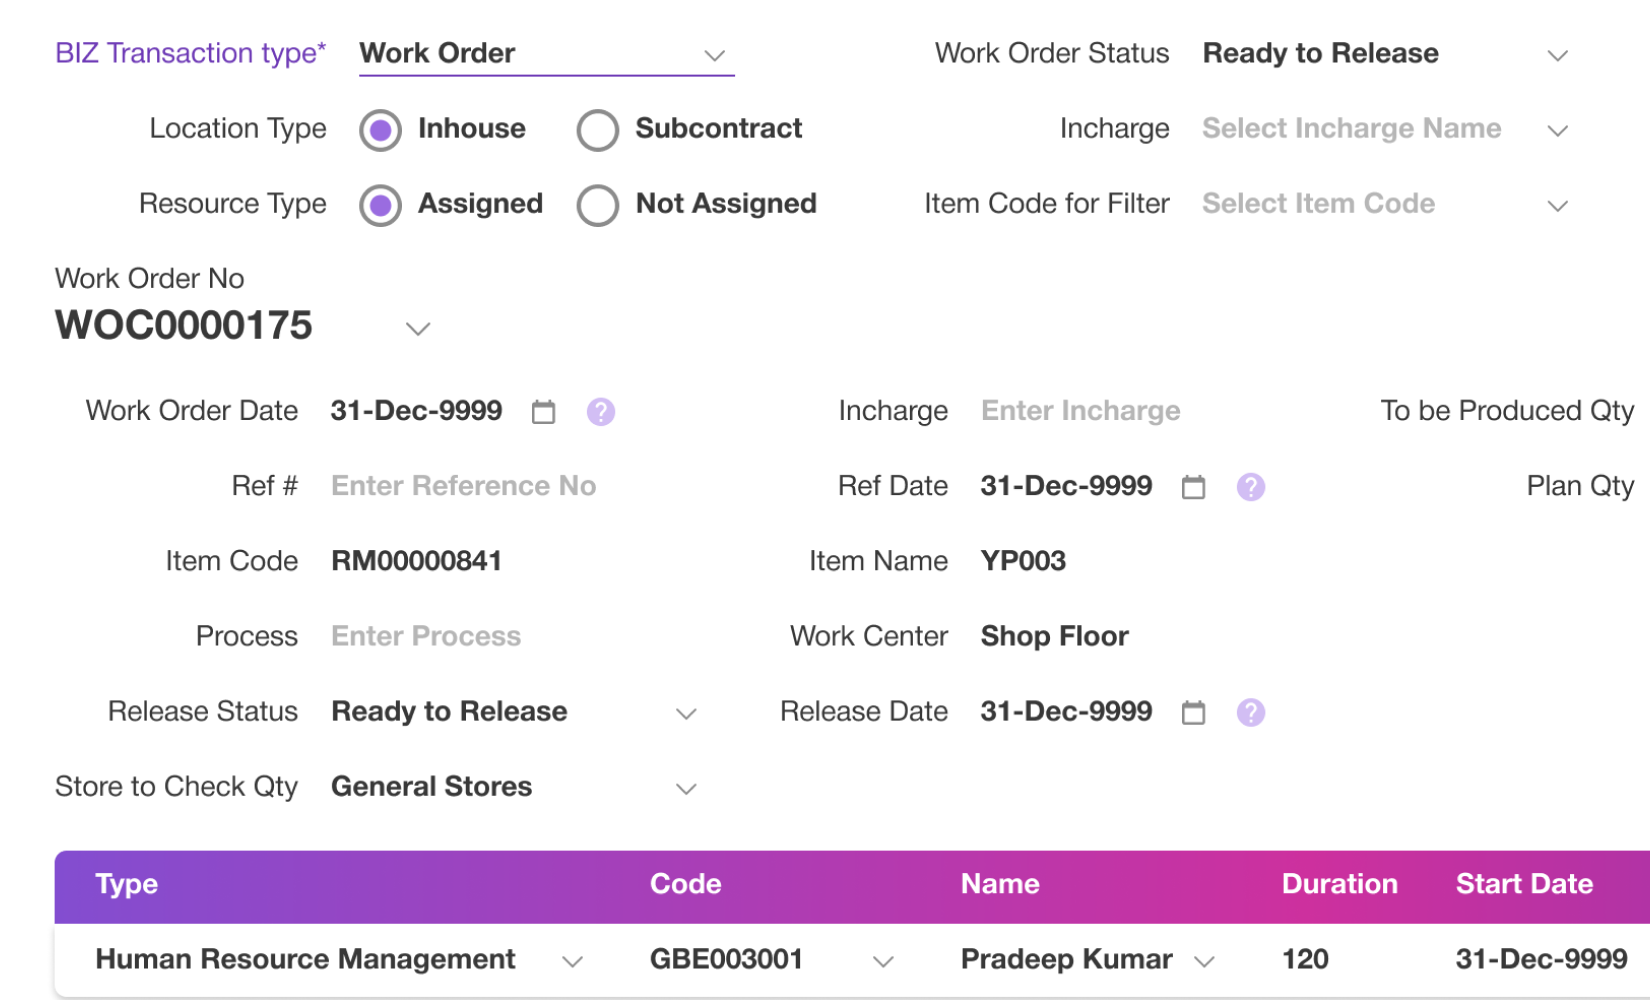 BIZ Transaction type* Work Order Work Order Status Ready to Release
Location Type Inhouse Subcontract Incharge Select Incharge Name
Resource Type Assigned Not Assigned Item Code for Filter Select Item Code
Work Order No
WOC0000175
Work Order Date 31-Dec-9999 ? Incharge Enter Incharge To be Produced Qty
Ref # Enter Reference No Ref Date 31-Dec-9999 ? Plan Qty
Item Code RM00000841 Item Name YP003
Process Enter Process Work Center Shop Floor
Release Status Ready to Release Release Date 31-Dec-9999 ?
Store to Check Qty General Stores
Type Code Name Duration Start Date
Human Resource Management GBE003001 Pradeep Kumar 120 31-Dec-9999